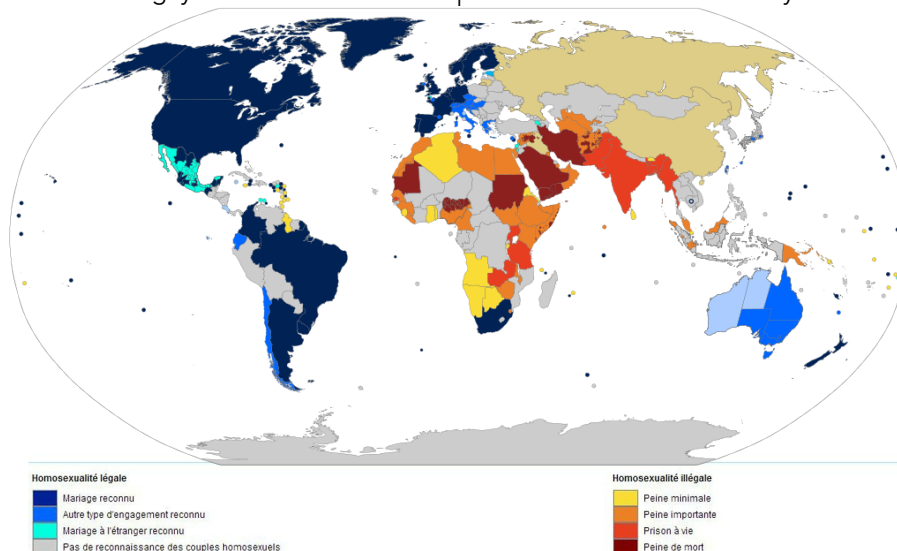 Homosexualité légale
Mariage reconnu
Autre type d'engagement reconnu
Mariage à l'étranger reconnu
Pas de reconnaissance des couples homosexuels
Homosexualité illégale
Peine minimale
Peine importante
Prison à vie
Peine de mort